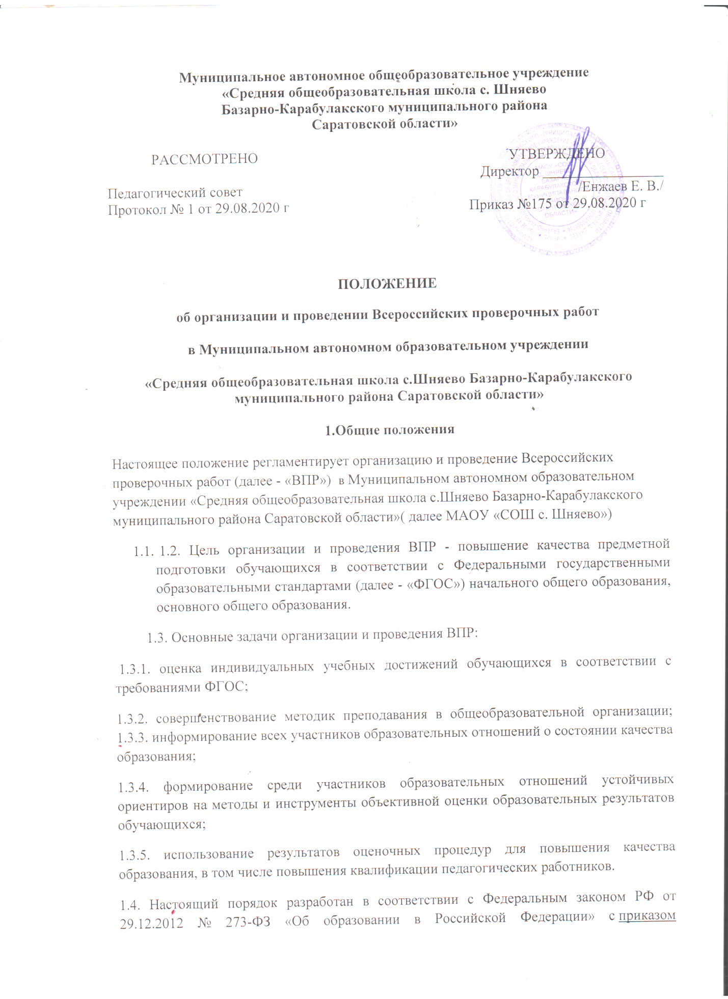 Муниципальное автономное общеобразовательное учреждение
«Средняя общеобразовательная школа с. Шняево
Базарно-Карабулакского муниципального района
Саратовской области»
РАССМОТРЕНО
Педагогический совет
Протокол № 1 от 29.08.2020 г
УТВЕРЖДЕНО
Директор
/Енжаев Е. В./
Приказ №175 от 29.08.2020 г
МАОУ «СОШ
С. ШНЯЕВО
БАЗАРНО-
КАРАБУЛАКСКОГО
МУНИЦИПАЛЬНОГО
РАЙОНА
САРАТОВСКОЙ
ОБЛАСТИ»
ПОЛОЖЕНИЕ
об организации и проведении Всероссийских проверочных работ
в Муниципальном автономном образовательном учреждении
«Средняя общеобразовательная школа с.Шняево Базарно-Карабулакского
муниципального района Саратовской области»
1.Общие положения
Настоящее положение регламентирует организацию и проведение Всероссийских
проверочных работ (далее - «ВПР») в Муниципальном автономном образовательном
учреждении «Средняя общеобразовательная школа с.Шняево Базарно-Карабулакского
муниципального района Саратовской области»( далее МАОУ «СОШ с. Шняево»)
1.1. 1.2. Цель организации и проведения ВПР - повышение качества предметной
подготовки обучающихся в соответствии с Федеральными государственными
образовательными стандартами (далее - «ФГОС») начального общего образования,
основного общего образования.
1.3. Основные задачи организации и проведения ВПР:
1.3.1. оценка индивидуальных учебных достижений обучающихся в соответствии с
требованиями ФГОС;
1.3.2. совершенствование методик преподавания в общеобразовательной организации;
1.3.3. информирование всех участников образовательных отношений о состоянии качества
образования;
1.3.4. формирование среди участников образовательных отношений устойчивых
ориентиров на методы и инструменты объективной оценки образовательных результатов
обучающихся;
1.3.5. использование результатов оценочных процедур для повышения качества
образования, в том числе повышения квалификации педагогических работников.
1.4. Настоящий порядок разработан в соответствии с Федеральным законом РФ от
29.12.2012 № 273-ФЗ «Об образовании в Российской Федерации» с приказом